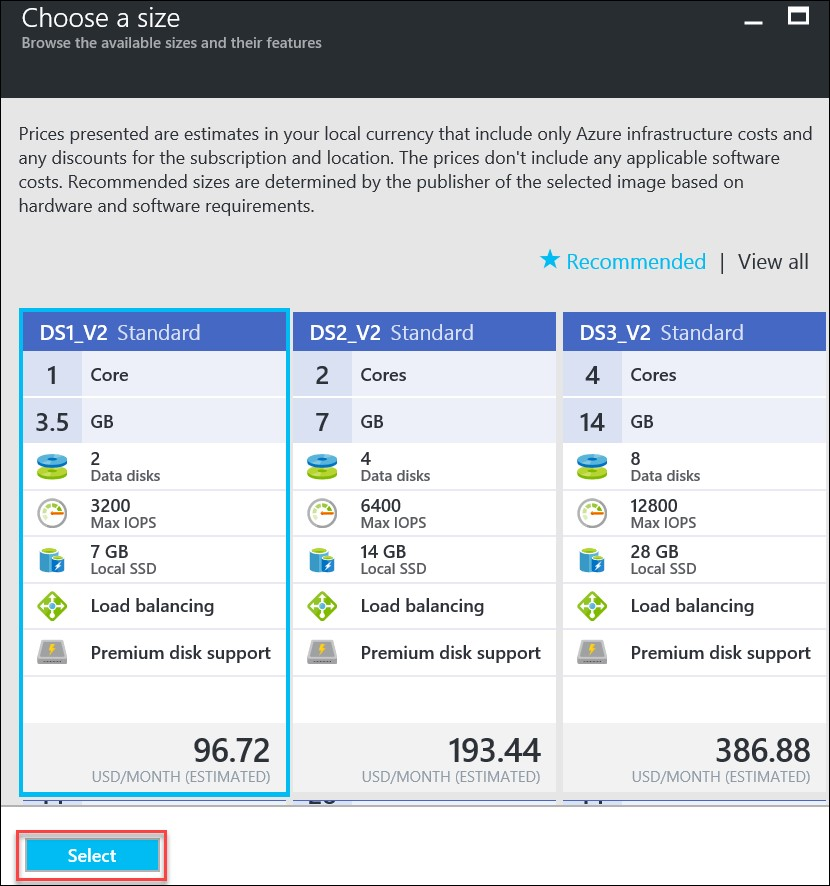 Choose a size
Browse the available sizes and their features
Prices presented are estimates in your local currency that include only Azure infrastructure costs and
any discounts for the subscription and location. The prices don't include any applicable software
costs. Recommended sizes are determined by the publisher of the selected image based on
hardware and software requirements.
★ Recommended | View all
DS1_V2 Standard
1 Core
3.5 GB
2
Data disks
3200
Max IOPS
7 GB
Local SSD
Load balancing
Premium disk support
96.72
USD/MONTH (ESTIMATED)
DS2_V2 Standard
2 Cores
7 GB
4
Data disks
6400
Max IOPS
14 GB
Local SSD
Load balancing
Premium disk support
193.44
USD/MONTH (ESTIMATED)
DS3_V2 Standard
4 Cores
14 GB
8
Data disks
12800
Max IOPS
28 GB
Local SSD
Load balancing
Premium disk support
386.88
USD/MONTH (ESTIMATED)
Select